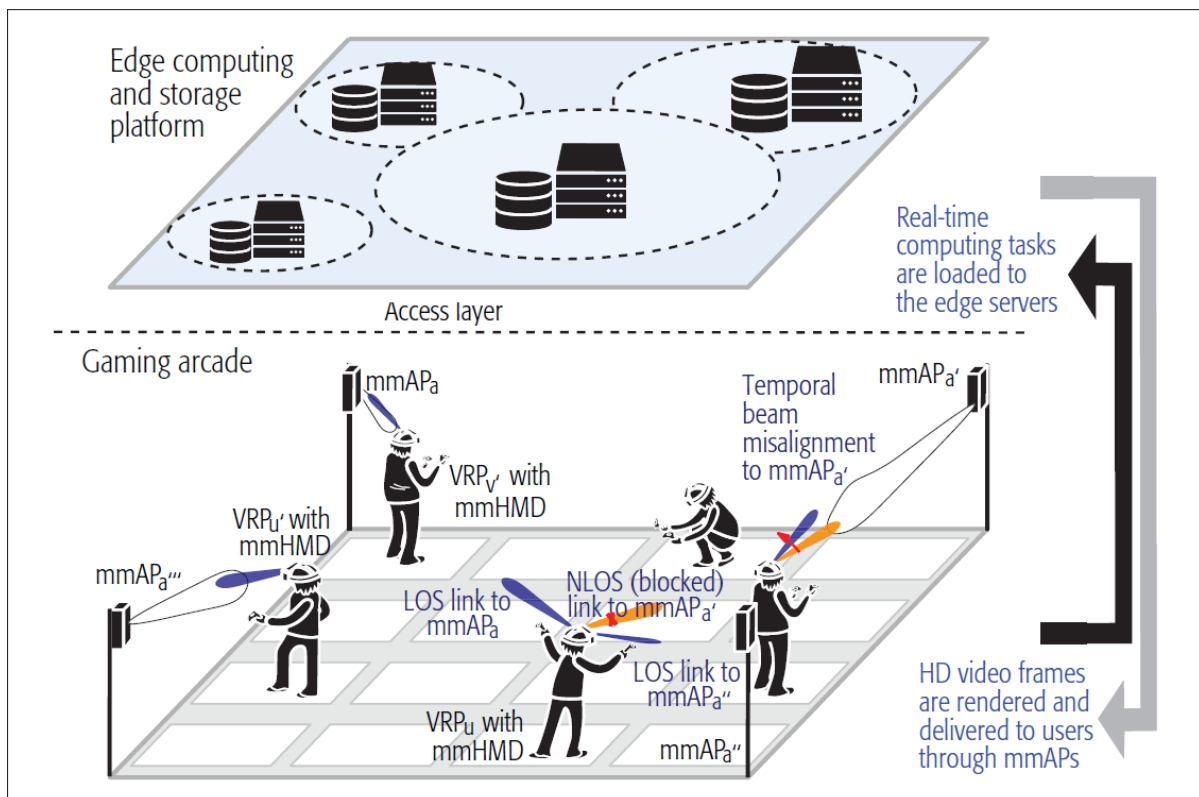 Edge computing
and storage
platform
Real-time
computing tasks
are loaded to
the edge servers
Access layer
Gaming arcade
mmAPa
mmAPa′
Temporal
beam
misalignment
to mmAPa′
VRPv′ with
mmHMD
VRPu′ with
mmHMD
mmAPa‴
LOS link to
mmAPa
NLOS (blocked)
link to mmAPa′
LOS link to
mmAPa″
VRPu with
mmHMD
mmAPa″
HD video frames
are rendered and
delivered to users
through mmAPs